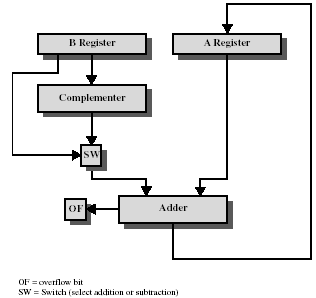 B Register
A Register
Complementer
SW
OF
Adder
OF = overflow bit
SW = Switch (select addition or subtraction)